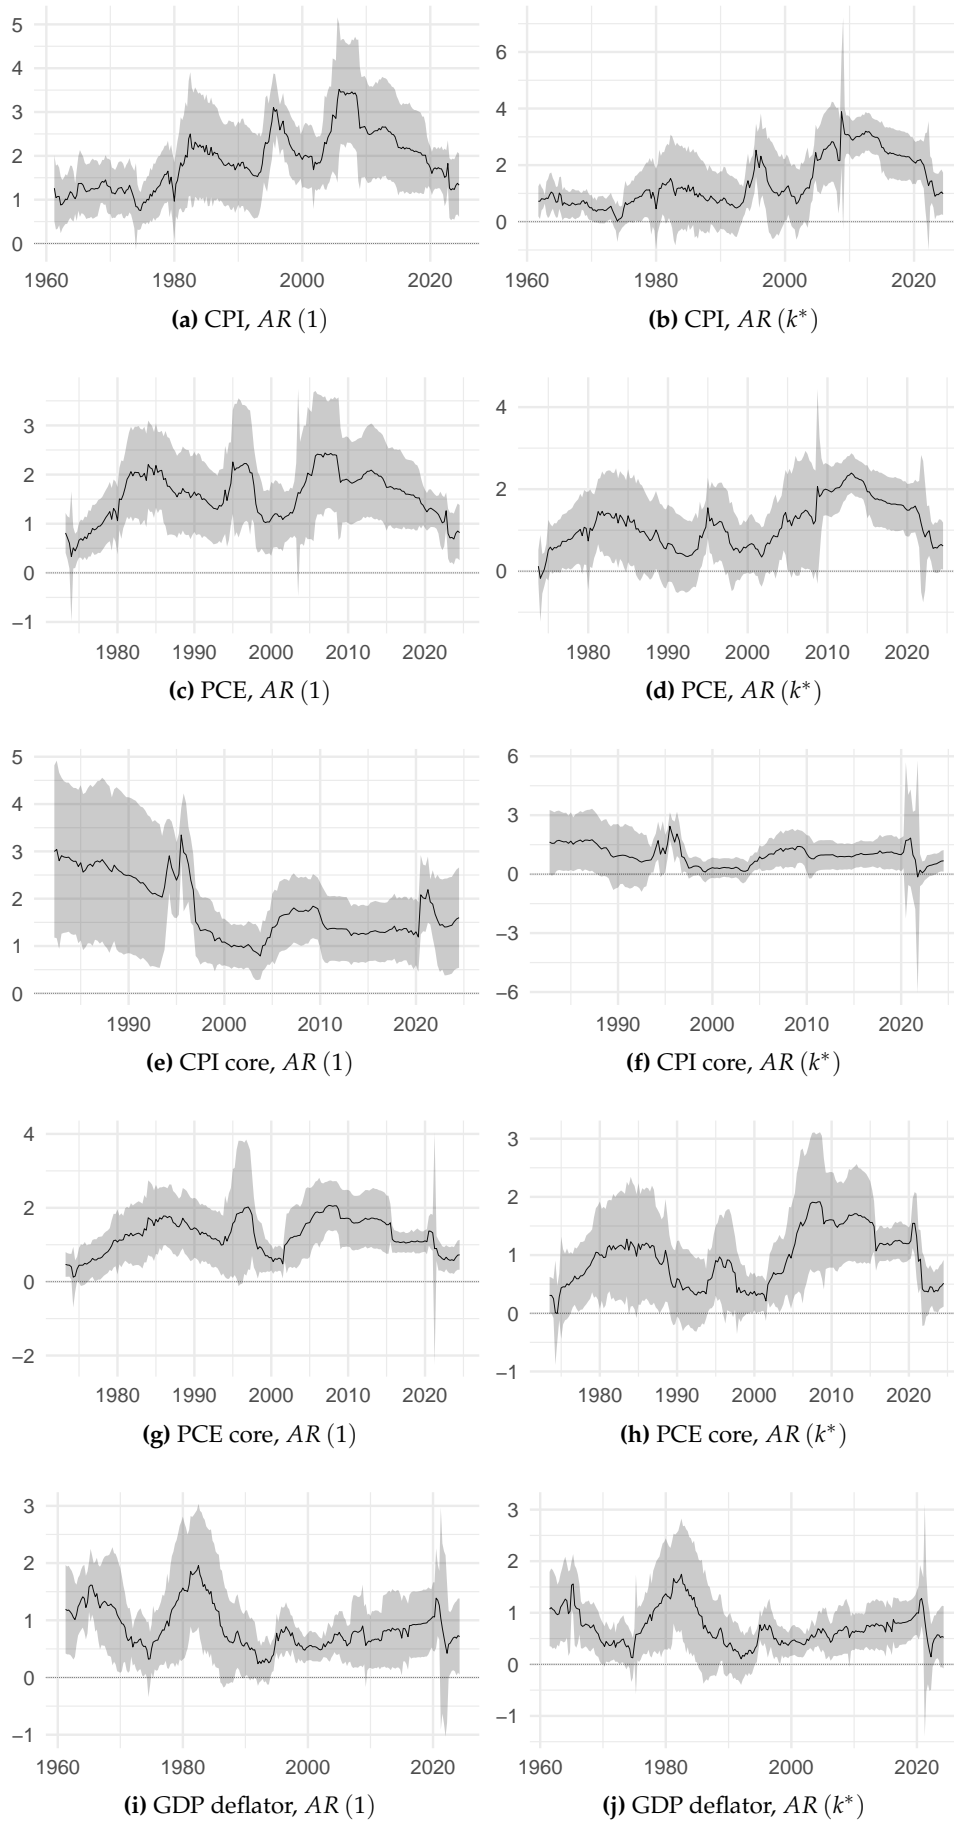 5
4
3
2
1
0
1960 1980 2000 2020
(a) CPI, AR (1)
6
4
2
0
1960 1980 2000 2020
(b) CPI, AR (k*)
3
2
1
0
−1
1980 1990 2000 2010 2020
(c) PCE, AR (1)
4
2
0
1980 1990 2000 2010 2020
(d) PCE, AR (k*)
5
4
3
2
1
0
1990 2000 2010 2020
(e) CPI core, AR (1)
6
3
0
−3
−6
1990 2000 2010 2020
(f) CPI core, AR (k*)
4
2
0
−2
1980 1990 2000 2010 2020
(g) PCE core, AR (1)
3
2
1
0
−1
1980 1990 2000 2010 2020
(h) PCE core, AR (k*)
3
2
1
0
−1
1960 1980 2000 2020
(i) GDP deflator, AR (1)
3
2
1
0
−1
1960 1980 2000 2020
(j) GDP deflator, AR (k*)